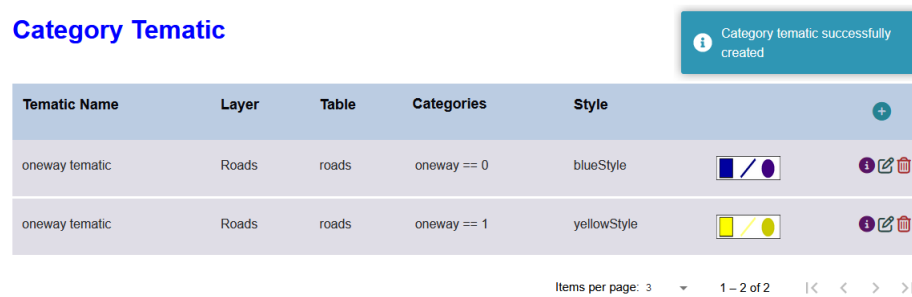 Category Tematic
Category tematic successfully
created
Tematic Name Layer Table Categories Style
oneway tematic Roads roads oneway == 0 blueStyle
oneway tematic Roads roads oneway == 1 yellowStyle
Items per page: 3 1 – 2 of 2